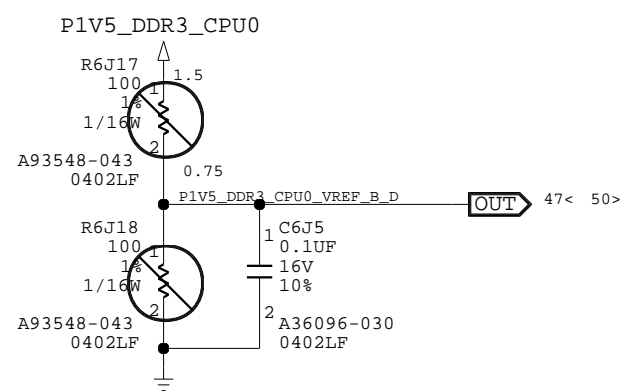 P1V5_DDR3_CPU0
R6J17
1.5
100
1
1%
1/16W
2
A93548-043
0.75
0402LF
P1V5_DDR3_CPU0_VREF_B_D
OUT
47<  50>
R6J18
100
1
1%
1/16W
2
A93548-043
0402LF
C6J5
1
0.1UF
16V
10%
2
A36096-030
0402LF